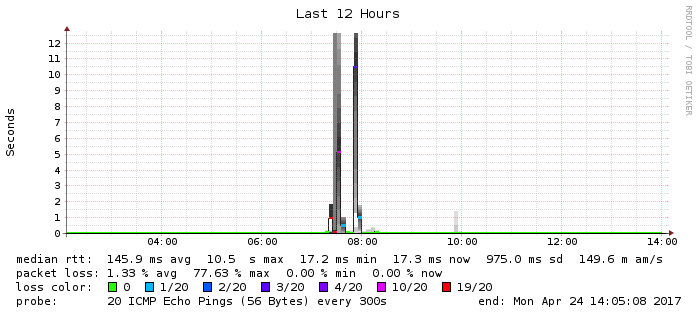 Last 12 Hours
RRDTOOL / TOBI OETIKER
Seconds
12
11
10
9
8
7
6
5
4
3
2
1
0
04:00 06:00 08:00 10:00 12:00 14:00
median rtt: 145.9 ms avg 10.5 s max 17.2 ms min 17.3 ms now 975.0 ms sd 149.6 m am/s
packet loss: 1.33 % avg 77.63 % max 0.00 % min 0.00 % now
loss color: 0 1/20 2/20 3/20 4/20 10/20 19/20
probe: 20 ICMP Echo Pings (56 Bytes) every 300s end: Mon Apr 24 14:05:08 2017